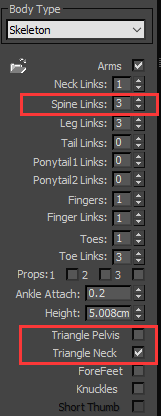 Body Type
Skeleton
Arms
Neck Links: 1
Spine Links: 3
Leg Links: 3
Tail Links: 0
Ponytail1 Links: 0
Ponytail2 Links: 0
Fingers: 1
Finger Links: 1
Toes: 1
Toe Links: 3
Props: 1 2 3
Ankle Attach: 0.2
Height: 5.008cm
Triangle Pelvis
Triangle Neck
ForeFeet
Knuckles
Short Thumb